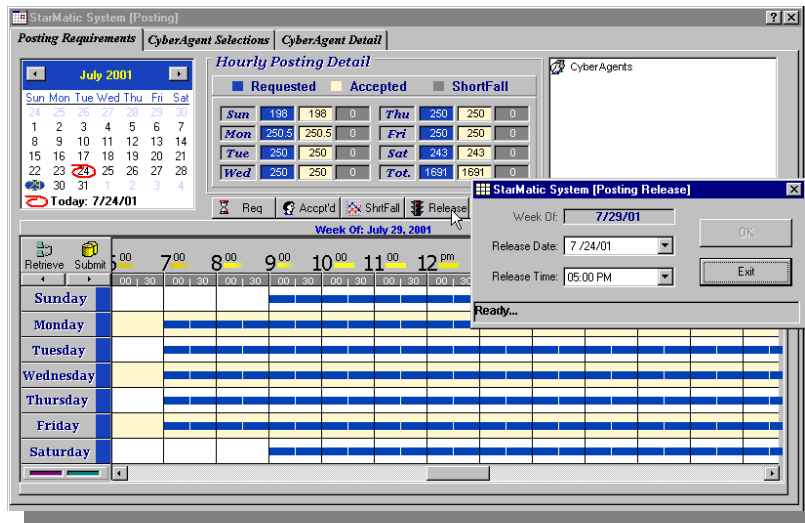 StarMatic System [Posting]
Posting Requirements CyberAgent Selections CyberAgent Detail
July 2001
Sun Mon Tue Wed Thu Fri Sat
24 25 26 27 28 29 30
1 2 3 4 5 6 7
8 9 10 11 12 13 14
15 16 17 18 19 20 21
22 23 24 25 26 27 28
29 30 31 1 2 3 4
Today: 7/24/01
Hourly Posting Detail
Requested Accepted ShortFall
Sun 198 198 0 Thu 250 250 0
Mon 250.5 250.5 0 Fri 250 250 0
Tue 250 250 0 Sat 243 243 0
Wed 250 250 0 Tot. 1691 1691 0
CyberAgents
Req Accpt'd ShrtFall Release
StarMatic System [Posting Release]
Week Of: 7/29/01
Release Date: 7 /24/01
Release Time: 05:00 PM
OK
Exit
Ready...
Week Of: July 29, 2001
Retrieve Submit
00 7 00 8 00 9 00 10 00 11 00 12 pm
00 30 00 30 00 30 00 30 00 30 00 30 00 30
Sunday
Monday
Tuesday
Wednesday
Thursday
Friday
Saturday